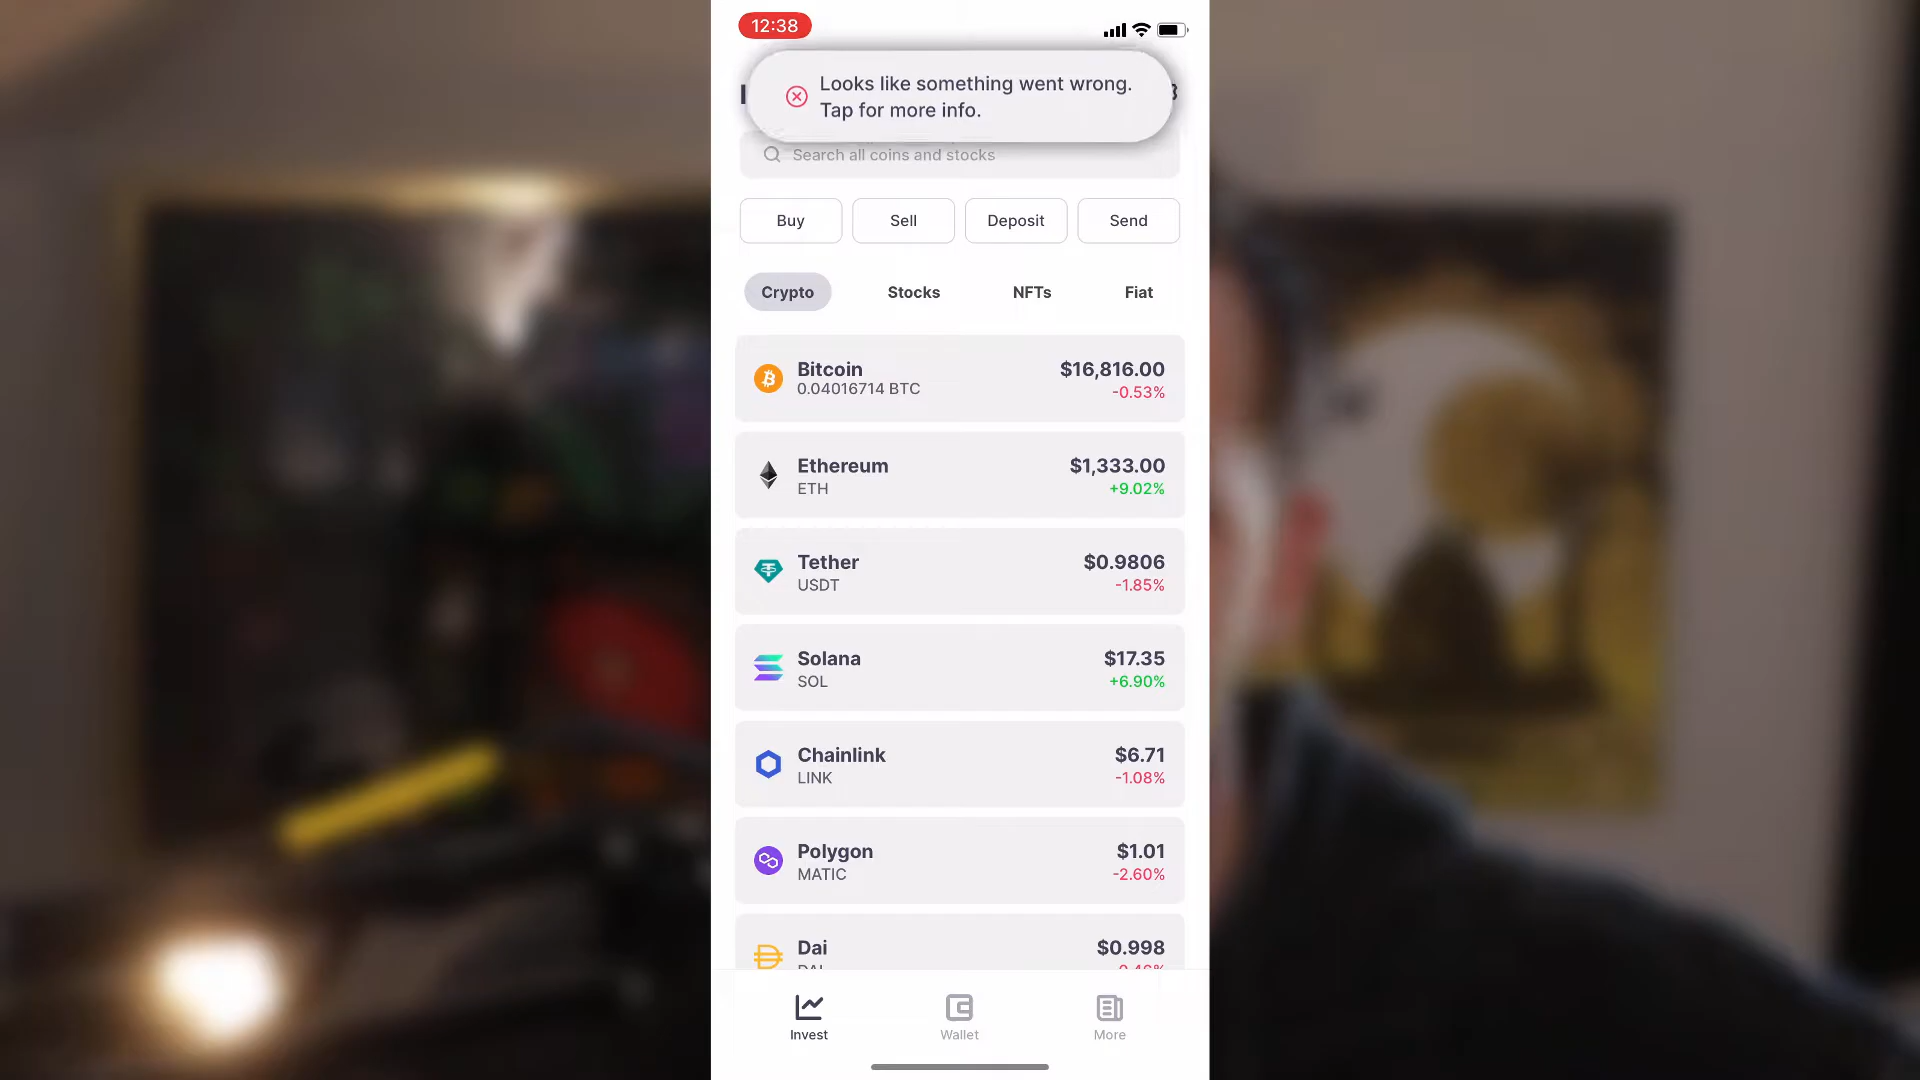 12:38
Looks like something went wrong.
Tap for more info.
Search all coins and stocks
Buy
Sell
Deposit
Send
Crypto
Stocks
NFTs
Fiat
Bitcoin
$16,816.00
0.04016714 BTC
-0.53%
Ethereum
$1,333.00
ETH
+9.02%
Tether
$0.9806
USDT
-1.85%
Solana
$17.35
SOL
+6.90%
Chainlink
$6.71
LINK
-1.08%
Polygon
$1.01
MATIC
-2.60%
Dai
$0.998
Invest
Wallet
More